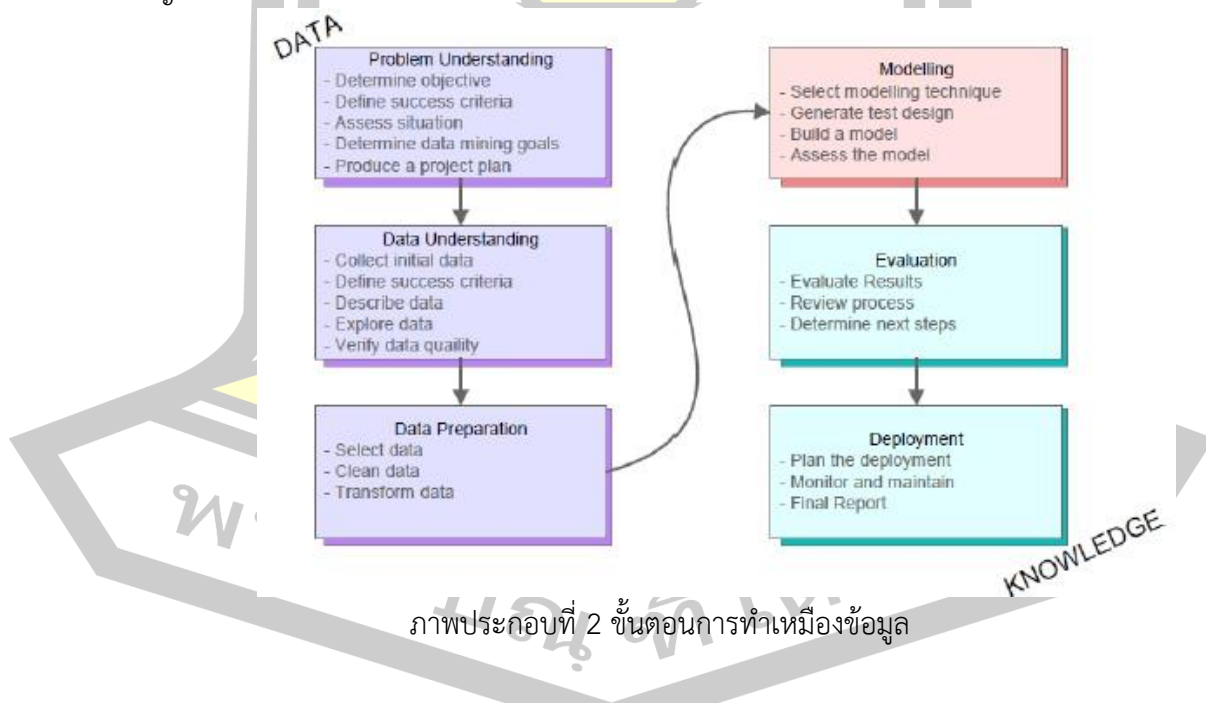 DATA
Problem Understanding
- Determine objective
- Define success criteria
- Assess situation
- Determine data mining goals
- Produce a project plan
Data Understanding
- Collect initial data
- Define success criteria
- Describe data
- Explore data
- Verify data quaility
Data Preparation
- Select data
- Clean data
- Transform data
Modelling
- Select modelling technique
- Generate test design
- Build a model
- Assess the model
Evaluation
- Evaluate Results
- Review process
- Determine next steps
Deployment
- Plan the deployment
- Monitor and maintain
- Final Report
KNOWLEDGE
ภาพประกอบที่ 2 ขั้นตอนการทำเหมืองข้อมูล